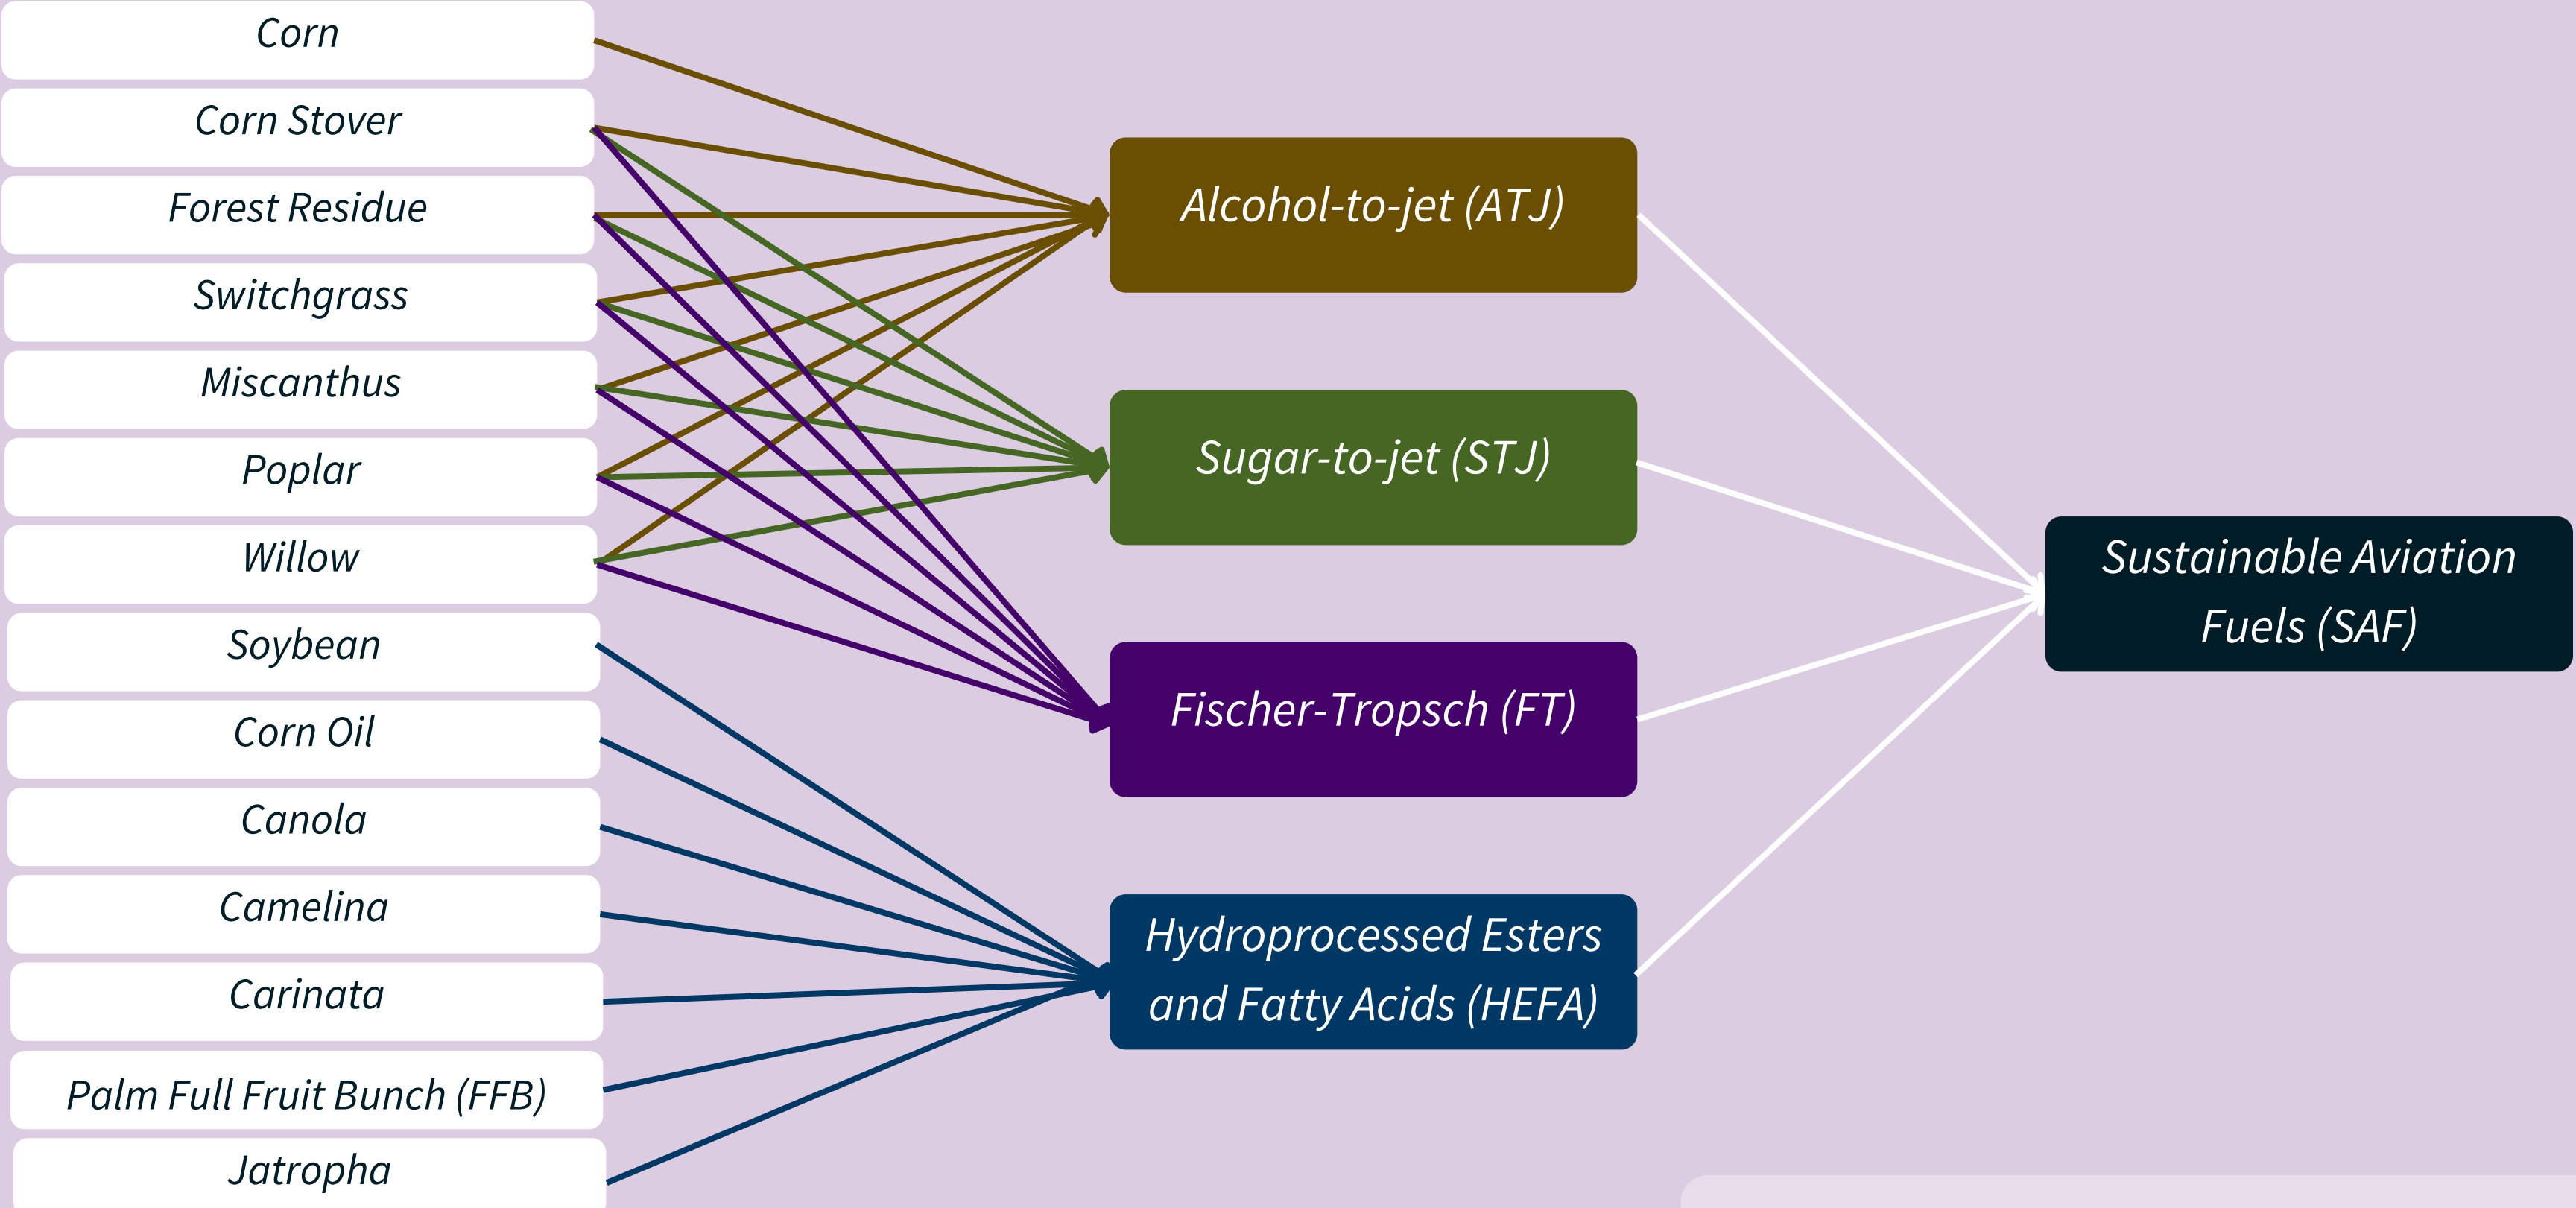 Corn
Corn Stover
Forest Residue
Switchgrass
Miscanthus
Poplar
Willow
Soybean
Corn Oil
Canola
Camelina
Carinata
Palm Full Fruit Bunch (FFB)
Jatropha
Alcohol-to-jet (ATJ)
Sugar-to-jet (STJ)
Fischer-Tropsch (FT)
Hydroprocessed Esters
and Fatty Acids (HEFA)
Sustainable Aviation
Fuels (SAF)